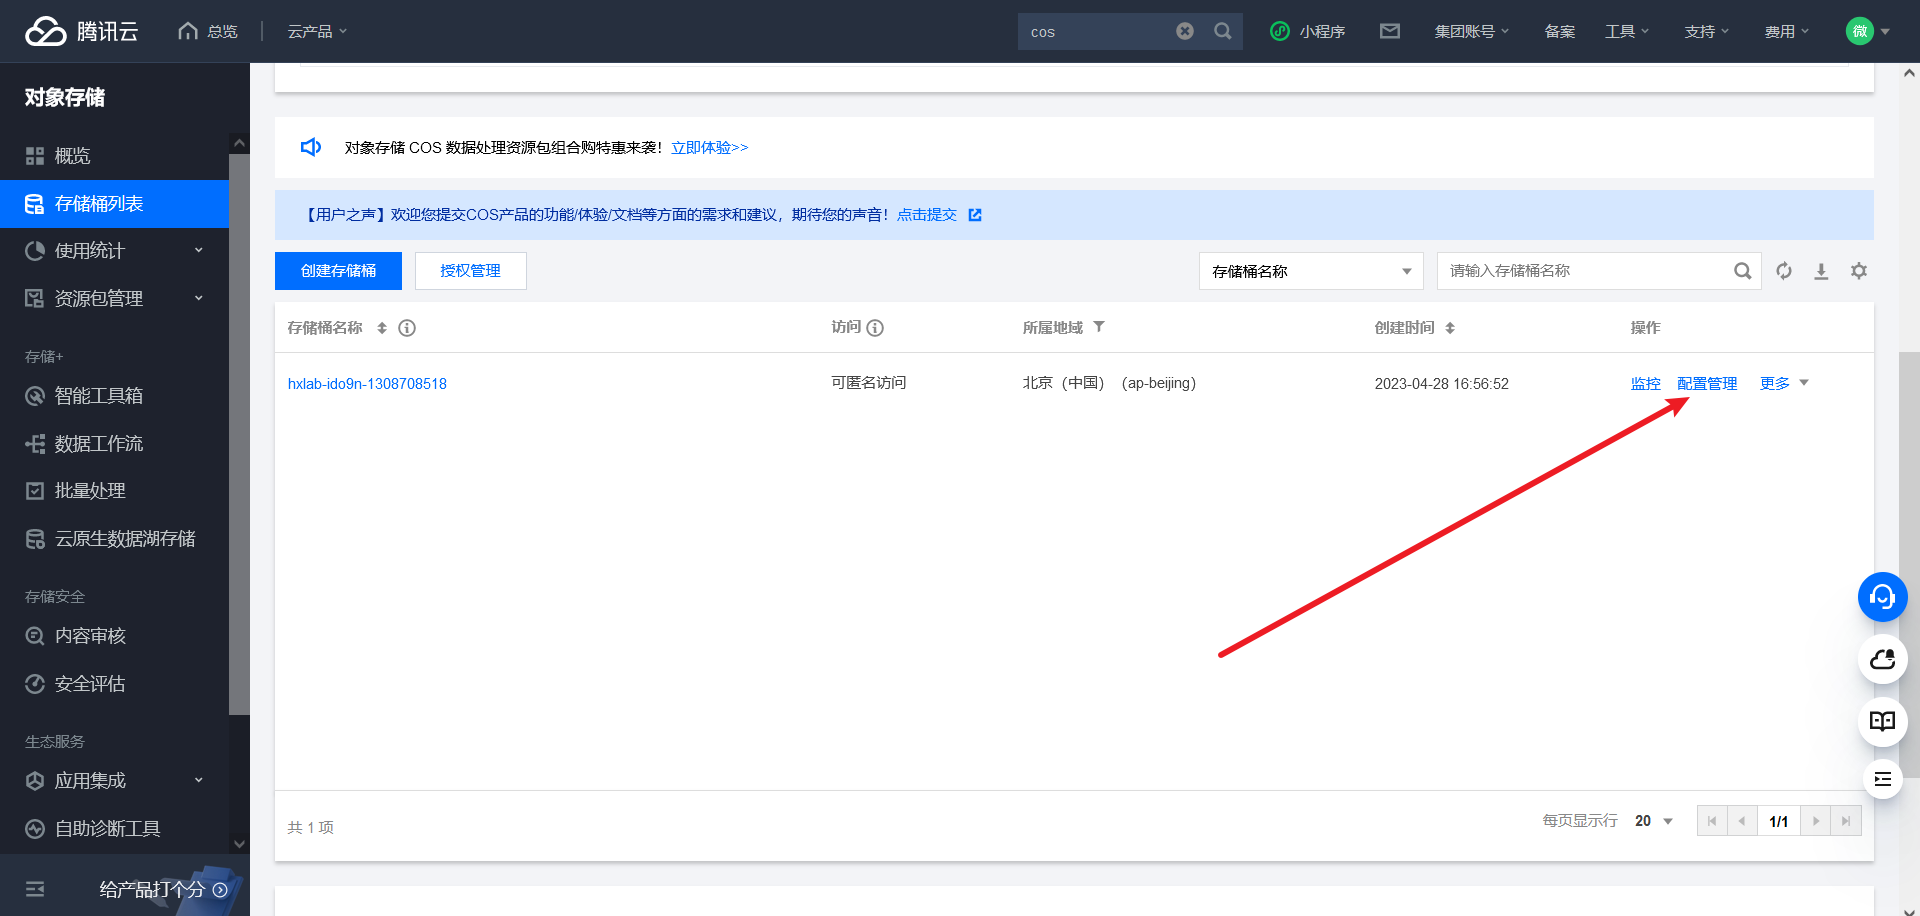 腾讯云 总览 云产品 cos 小程序 集团账号 备案 工具 支持 费用 微
对象存储
概览
存储桶列表
使用统计
资源包管理
存储+
智能工具箱
数据工作流
批量处理
云原生数据湖存储
存储安全
内容审核
安全评估
生态服务
应用集成
自助诊断工具
给产品打个分
对象存储 COS 数据处理资源包组合购特惠来袭！立即体验>>
【用户之声】欢迎您提交COS产品的功能/体验/文档等方面的需求和建议，期待您的声音！点击提交
创建存储桶 授权管理 存储桶名称 请输入存储桶名称
存储桶名称 访问 所属地域 创建时间 操作
hxlab-ido9n-1308708518 可匿名访问 北京（中国）（ap-beijing） 2023-04-28 16:56:52 监控 配置管理 更多
共 1 项 每页显示行 20 1/1